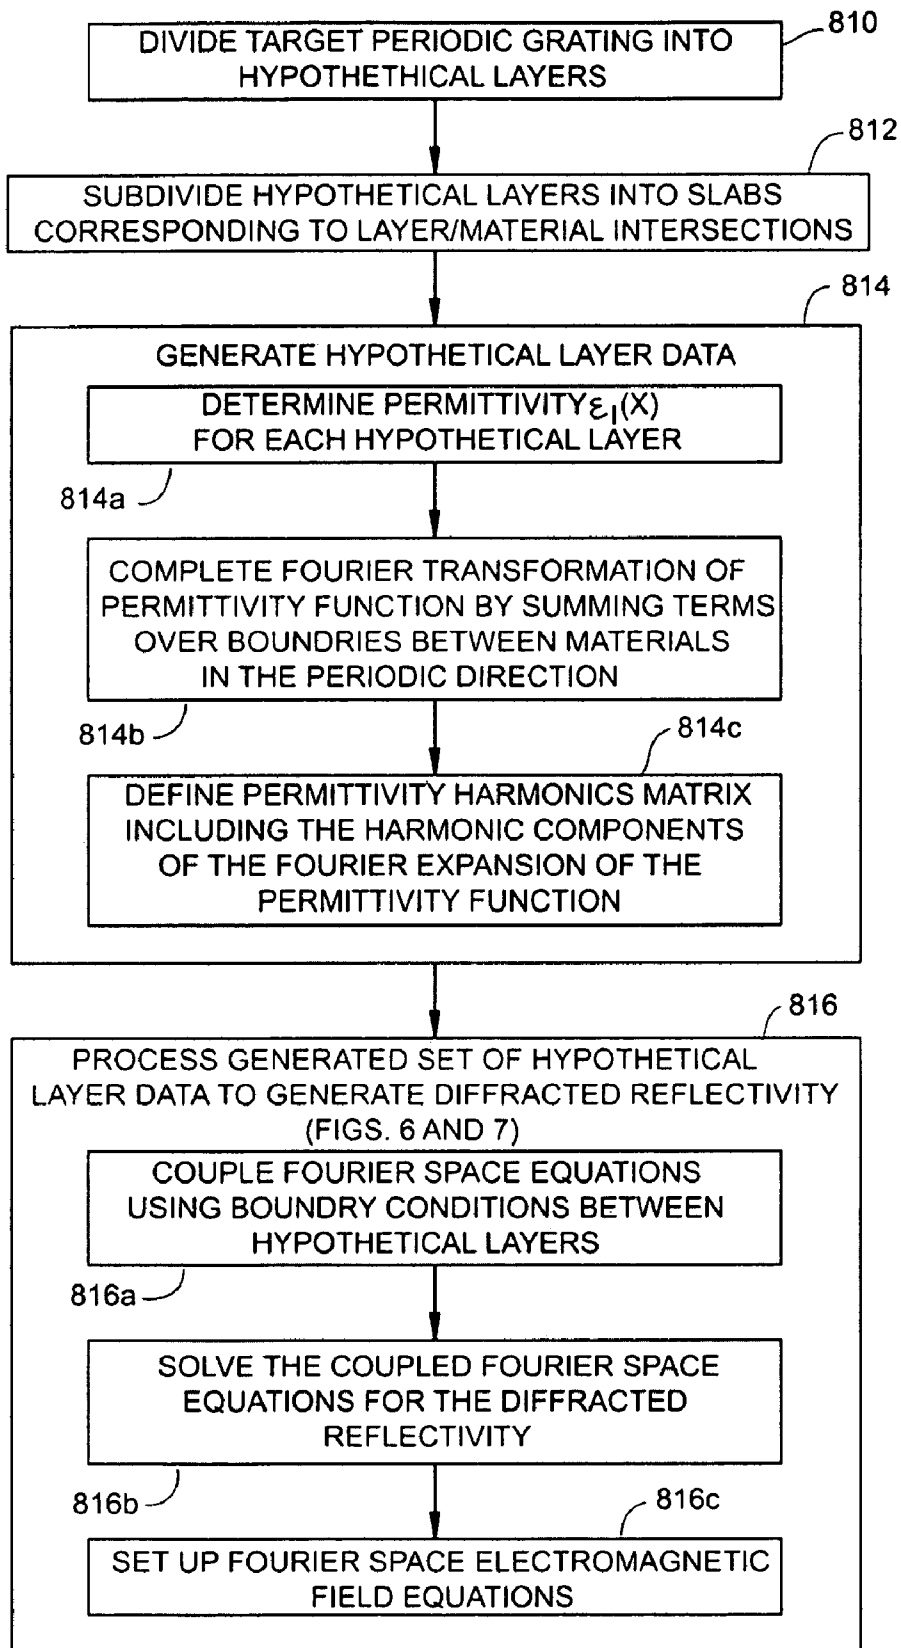 810
DIVIDE TARGET PERIODIC GRATING INTO
HYPOTHETHICAL LAYERS
812
SUBDIVIDE HYPOTHETICAL LAYERS INTO SLABS
CORRESPONDING TO LAYER/MATERIAL INTERSECTIONS
814
GENERATE HYPOTHETICAL LAYER DATA
DETERMINE PERMITTIVITY ε_l(X)
FOR EACH HYPOTHETICAL LAYER
814a
COMPLETE FOURIER TRANSFORMATION OF
PERMITTIVITY FUNCTION BY SUMMING TERMS
OVER BOUNDRIES BETWEEN MATERIALS
IN THE PERIODIC DIRECTION
814b
814c
DEFINE PERMITTIVITY HARMONICS MATRIX
INCLUDING THE HARMONIC COMPONENTS
OF THE FOURIER EXPANSION OF THE
PERMITTIVITY FUNCTION
816
PROCESS GENERATED SET OF HYPOTHETICAL
LAYER DATA TO GENERATE DIFFRACTED REFLECTIVITY
(FIGS. 6 AND 7)
COUPLE FOURIER SPACE EQUATIONS
USING BOUNDRY CONDITIONS BETWEEN
HYPOTHETICAL LAYERS
816a
SOLVE THE COUPLED FOURIER SPACE
EQUATIONS FOR THE DIFFRACTED
REFLECTIVITY
816b
816c
SET UP FOURIER SPACE ELECTROMAGNETIC
FIELD EQUATIONS